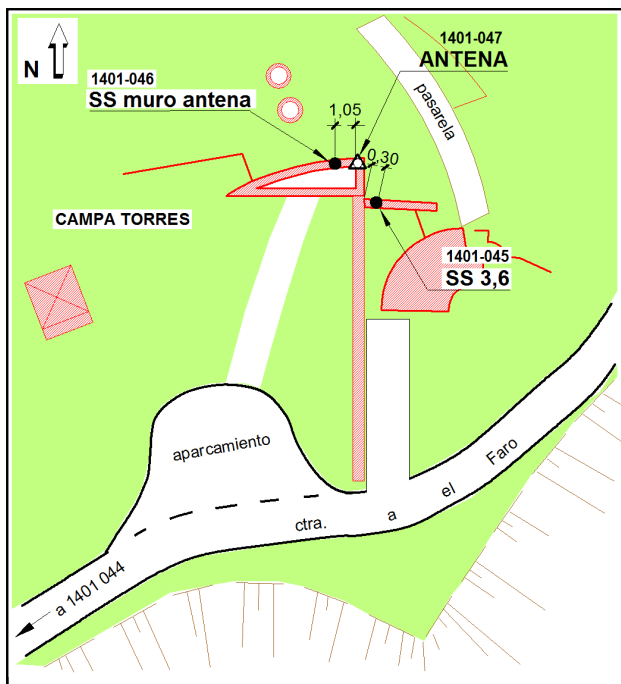 N
1401-046
SS muro antena
1,05
1401-047
ANTENA
pasarela
0,30
CAMPA TORRES
1401-045
SS 3,6
aparcamiento
ctra. a el Faro
a 1401 044